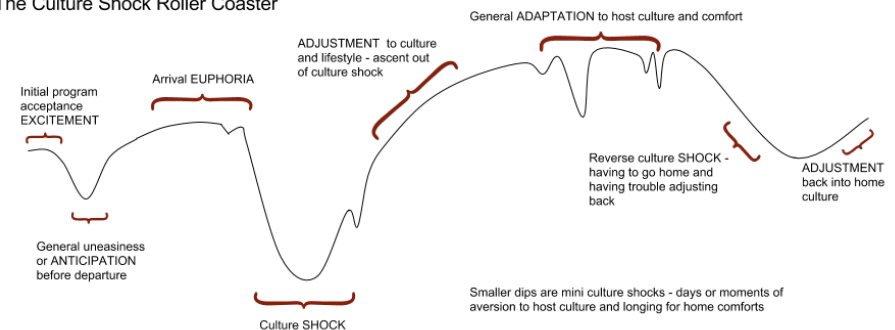 The Culture Shock Roller Coaster
General ADAPTATION to host culture and comfort
ADJUSTMENT to culture
and lifestyle - ascent out
of culture shock
Arrival EUPHORIA
Initial program
acceptance
EXCITEMENT
Reverse culture SHOCK -
having to go home and
having trouble adjusting
back
ADJUSTMENT
back into home
culture
General uneasiness
or ANTICIPATION
before departure
Smaller dips are mini culture shocks - days or moments of
aversion to host culture and longing for home comforts
Culture SHOCK